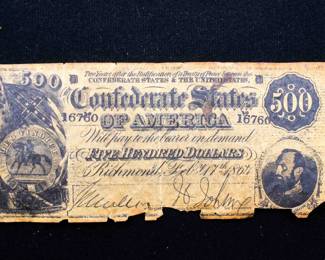 Two Years after the Ratification of a Treaty of Peace between the
CONFEDERATE STATES & THE UNITED STATES,
500
Confederate States
500
16760
OF AMERICA
16760
Will pay to the bearer on demand
FIVE HUNDRED DOLLARS
Richmond, Feb 17th 1864